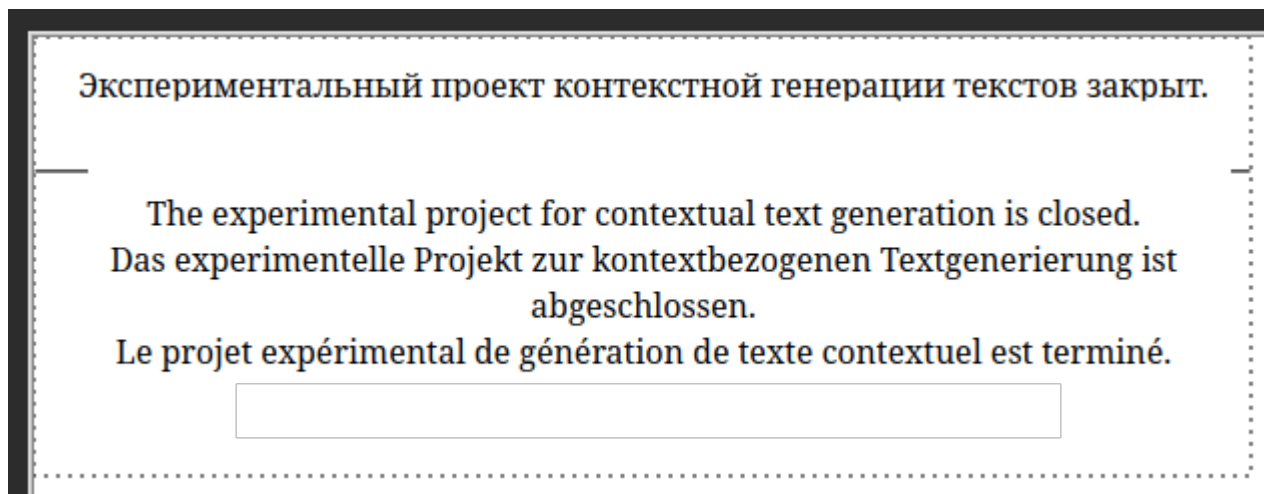 Экспериментальный проект контекстной генерации текстов закрыт.
The experimental project for contextual text generation is closed.
Das experimentelle Projekt zur kontextbezogenen Textgenerierung ist
abgeschlossen.
Le projet expérimental de génération de texte contextuel est terminé.